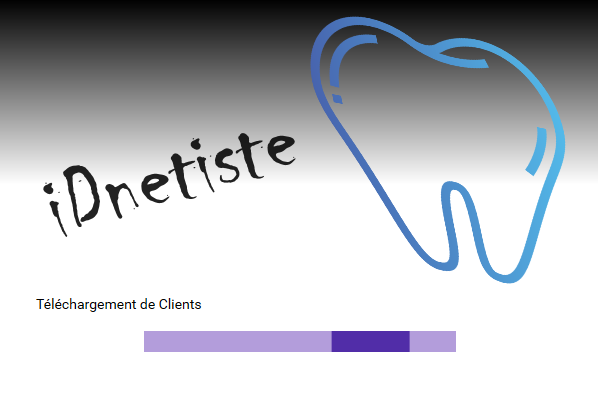 iDnetiste
Téléchargement de Clients